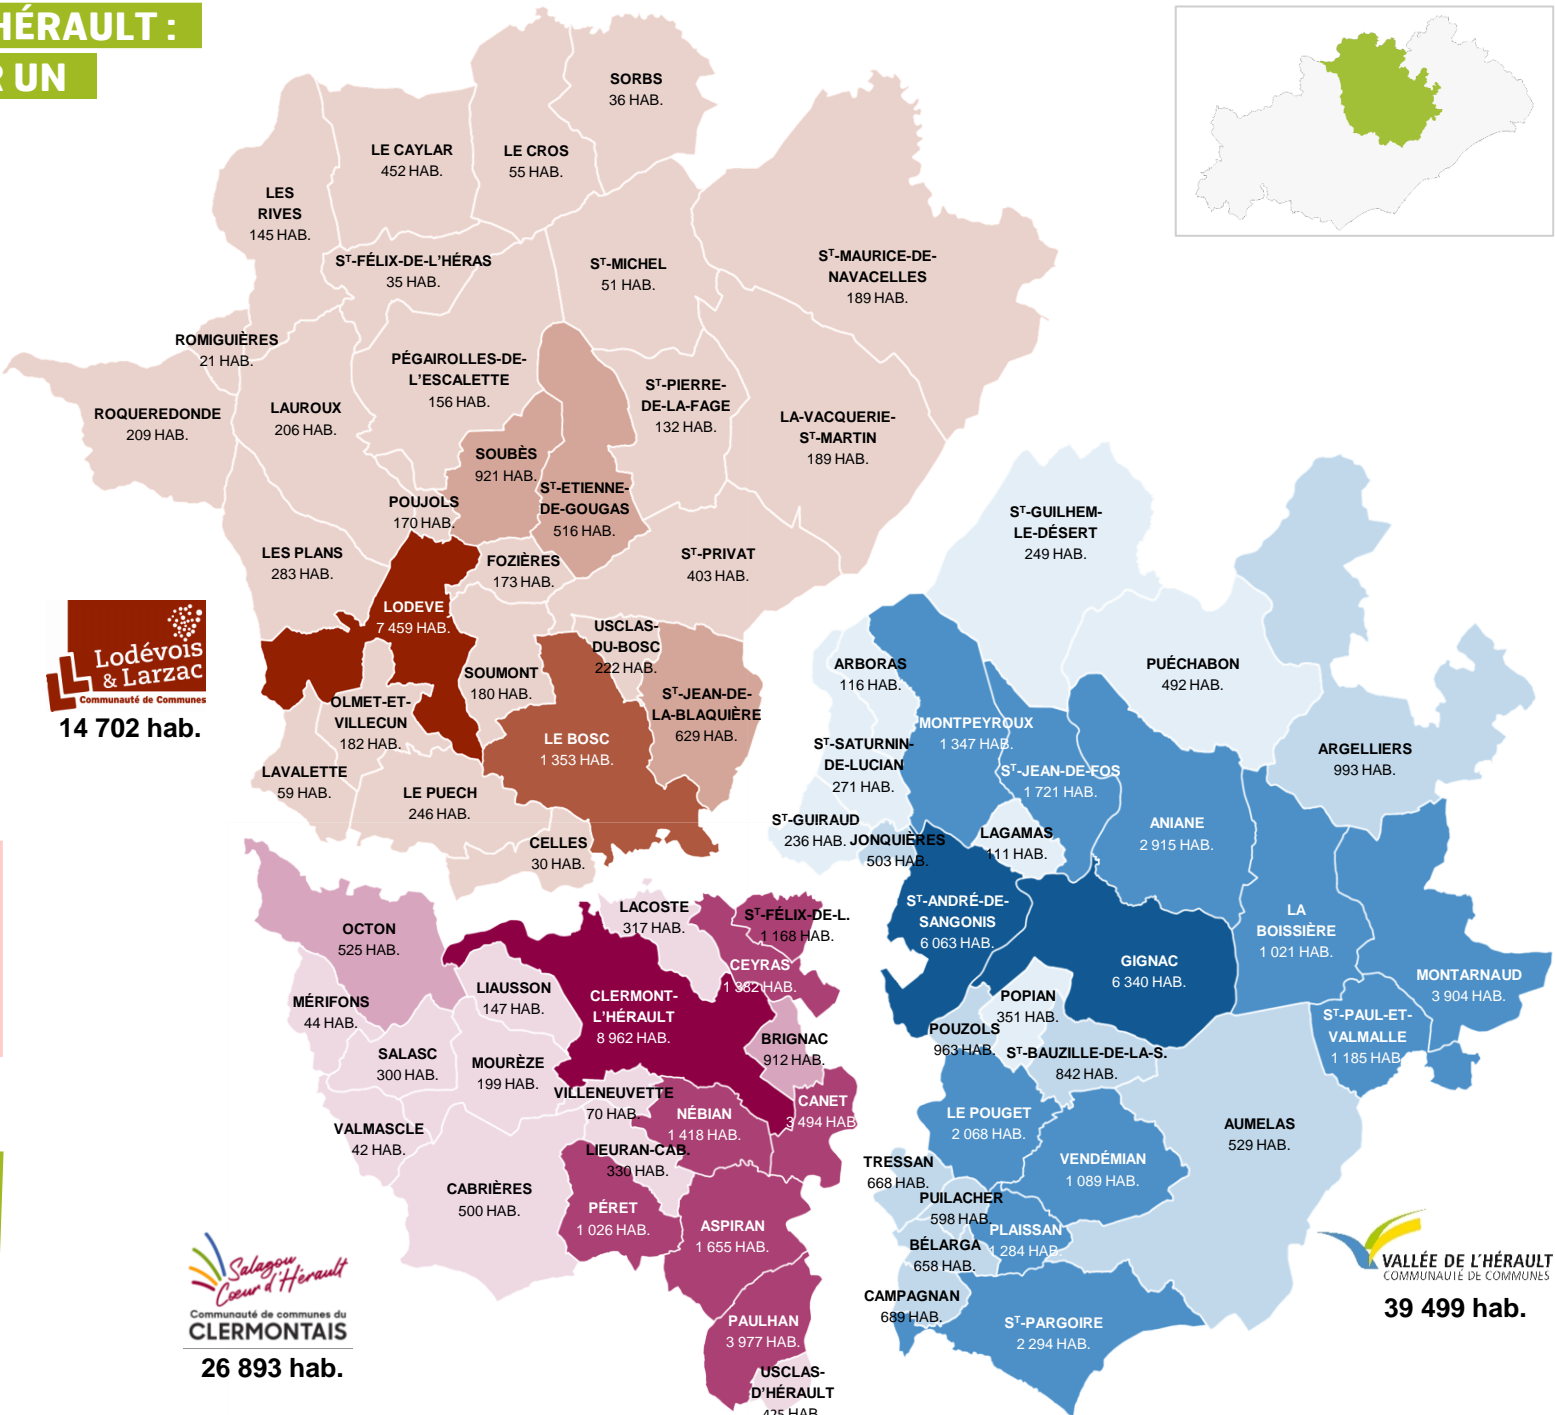 HÉRAULT :
R UN
SORBS
36 HAB.
LE CAYLAR
452 HAB.
LE CROS
55 HAB.
LES
RIVES
145 HAB.
ST-FÉLIX-DE-L'HÉRAS
35 HAB.
ST-MICHEL
51 HAB.
ST-MAURICE-DE-
NAVACELLES
189 HAB.
ROMIGUIÈRES
21 HAB.
PÉGAIROLLES-DE-
L'ESCALETTE
156 HAB.
ST-PIERRE-
DE-LA-FAGE
132 HAB.
ROQUEREDONDE
209 HAB.
LAUROUX
206 HAB.
LA-VACQUERIE-
ST-MARTIN
189 HAB.
SOUBÈS
921 HAB.
ST-ETIENNE-
DE-GOUGAS
516 HAB.
POUJOLS
170 HAB.
LES PLANS
283 HAB.
FOZIÈRES
173 HAB.
ST-PRIVAT
403 HAB.
LODEVE
7 459 HAB.
USCLAS-
DU-BOSC
222 HAB.
SOUMONT
180 HAB.
ST-JEAN-DE-
LA-BLAQUIÈRE
629 HAB.
OLMET-ET-
VILLECUN
182 HAB.
LE BOSC
1 353 HAB.
LAVALETTE
59 HAB.
LE PUECH
246 HAB.
CELLES
30 HAB.
Lodévois
& Larzac
Communauté de Communes
14 702 hab.
ST-GUILHEM-
LE-DÉSERT
249 HAB.
ARBORAS
116 HAB.
PUÉCHABON
492 HAB.
MONTPEYROUX
1 347 HAB.
ST-SATURNIN-
DE-LUCIAN
271 HAB.
ST-JEAN-DE-FOS
1 721 HAB.
ARGELLIERS
993 HAB.
ST-GUIRAUD
236 HAB.
JONQUIÈRES
503 HAB.
LAGAMAS
111 HAB.
ANIANE
2 915 HAB.
ST-ANDRÉ-DE-
SANGONIS
6 063 HAB.
LA
BOISSIÈRE
1 021 HAB.
GIGNAC
6 340 HAB.
MONTARNAUD
3 904 HAB.
POPIAN
351 HAB.
POUZOLS
963 HAB.
ST-PAUL-ET-
VALMALLE
1 185 HAB.
ST-BAUZILLE-DE-LA-S.
842 HAB.
LE POUGET
2 068 HAB.
AUMELAS
529 HAB.
TRESSAN
668 HAB.
VENDÉMIAN
1 089 HAB.
PUILACHER
598 HAB.
PLAISSAN
1 284 HAB.
BÉLARGA
658 HAB.
CAMPAGNAN
689 HAB.
ST-PARGOIRE
2 294 HAB.
VALLÉE DE L'HÉRAULT
COMMUNAUTÉ DE COMMUNES
39 499 hab.
LACOSTE
317 HAB.
ST-FÉLIX-DE-L.
1 168 HAB.
OCTON
525 HAB.
CEYRAS
1 382 HAB.
LIAUSSON
147 HAB.
MÉRIFONS
44 HAB.
CLERMONT-
L'HÉRAULT
8 962 HAB.
BRIGNAC
912 HAB.
SALASC
300 HAB.
MOURÈZE
199 HAB.
VILLENEUVETTE
70 HAB.
NÉBIAN
1 418 HAB.
CANET
3 494 HAB
VALMASCLE
42 HAB.
LIEURAN-CAB.
330 HAB.
CABRIÈRES
500 HAB.
PÉRET
1 026 HAB.
ASPIRAN
1 655 HAB.
PAULHAN
3 977 HAB.
USCLAS-
D'HÉRAULT
425 HAB.
Salagou
Cœur d'Hérault
Communauté de communes du
CLERMONTAIS
26 893 hab.